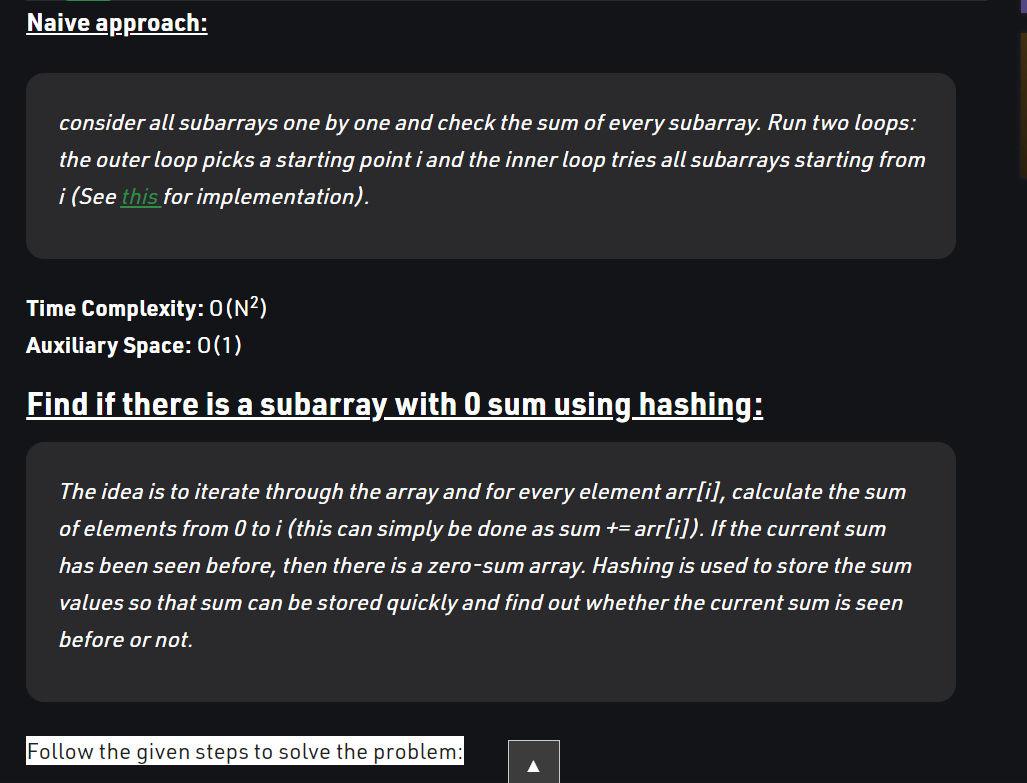 Naive approach:
consider all subarrays one by one and check the sum of every subarray. Run two loops:
the outer loop picks a starting point i and the inner loop tries all subarrays starting from
i (See this for implementation).
Time Complexity: O(N²)
Auxiliary Space: O(1)
Find if there is a subarray with 0 sum using hashing:
The idea is to iterate through the array and for every element arr[i], calculate the sum
of elements from 0 to i (this can simply be done as sum += arr[i]). If the current sum
has been seen before, then there is a zero-sum array. Hashing is used to store the sum
values so that sum can be stored quickly and find out whether the current sum is seen
before or not.
Follow the given steps to solve the problem: